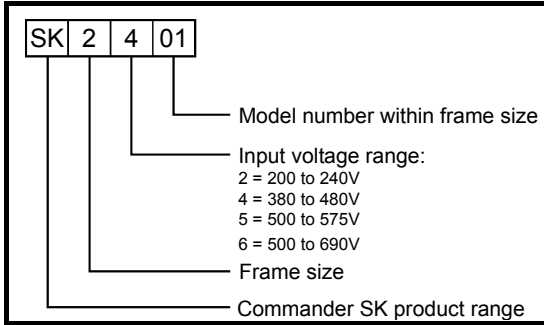 SK 2 4 01
Model number within frame size
Input voltage range:
2 = 200 to 240V
4 = 380 to 480V
5 = 500 to 575V
6 = 500 to 690V
Frame size
Commander SK product range